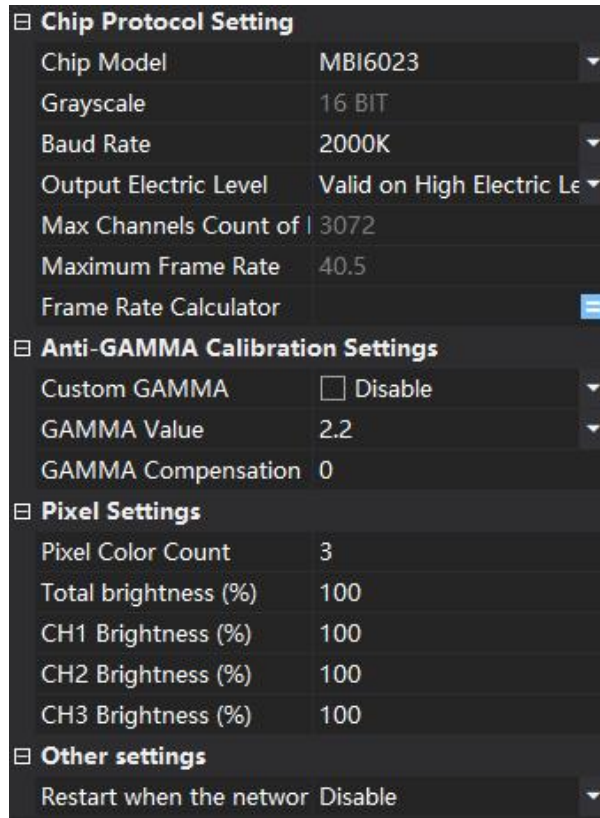 Chip Protocol Setting
Chip Model MBI6023
Grayscale 16 BIT
Baud Rate 2000K
Output Electric Level Valid on High Electric Le
Max Channels Count of 3072
Maximum Frame Rate 40.5
Frame Rate Calculator
Anti-GAMMA Calibration Settings
Custom GAMMA Disable
GAMMA Value 2.2
GAMMA Compensation 0
Pixel Settings
Pixel Color Count 3
Total brightness (%) 100
CH1 Brightness (%) 100
CH2 Brightness (%) 100
CH3 Brightness (%) 100
Other settings
Restart when the networ Disable